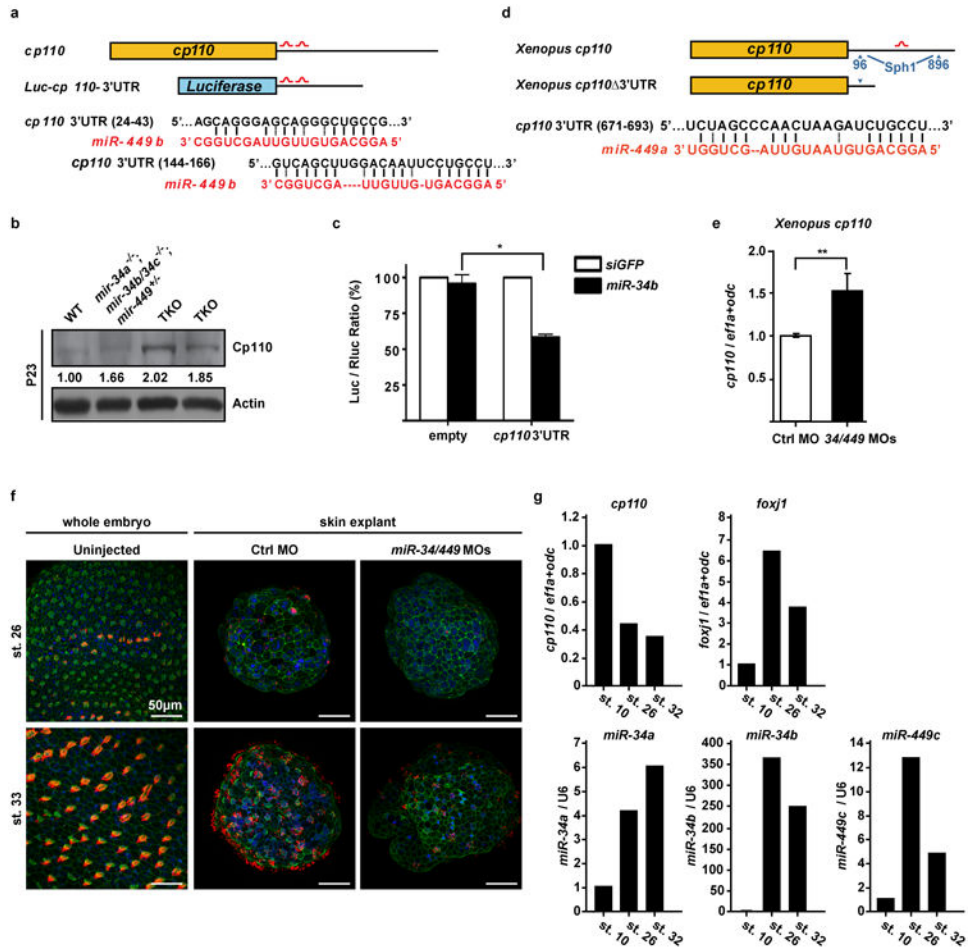 a
cp110
cp110
Luc-cp 110-3'UTR
Luciferase
cp110 3'UTR (24-43) 5'...AGCAGGGAGCAGGGCUGCCG...3'
miR-449b 3' CGGUCGAUUGUUGUGACGGA 5'
cp110 3'UTR (144-166) 5'...GUCAGCUUGGACAAUUCCUGCCU...3'
miR-449b 3' CGGUCGA----UUGUUG-UGACGGA 5'
d
Xenopus cp110
cp110
96 Sph1 896
Xenopus cp110Δ3'UTR
cp110
cp110 3'UTR (671-693) 5'...UCUAGCCCAACUAAGAUCUGCCU...3'
miR-449a 3' UGGUCG--AUUGUAAUGUGACGGA 5'
b
WT
mir-34a-/-;
mir-34b/34c-/-;
mir-449+/-
TKO
TKO
P23
Cp110
1.00 1.66 2.02 1.85
Actin
c
*
siGFP
miR-34b
Luc / Rluc Ratio (%)
100
75
50
25
empty
cp110 3'UTR
e
Xenopus cp110
**
cp110 / ef1a+odc
2.0
1.5
1.0
0.5
Ctrl MO 34/449 MOs
f
whole embryo
skin explant
Uninjected
Ctrl MO
miR-34/449 MOs
st. 26
50µm
st. 33
g
cp110
cp110 / ef1a+odc
1.2
1.0
0.8
0.6
0.4
0.2
0
st. 10
st. 26
st. 32
foxj1
foxj1 / ef1a+odc
8
7
6
5
4
3
2
1
0
st. 10
st. 26
st. 32
miR-34a
miR-34a / U6
7
6
5
4
3
2
1
0
st. 10
st. 26
st. 32
miR-34b
miR-34b / U6
400
350
300
250
200
150
100
50
0
st. 10
st. 26
st. 32
miR-449c
miR-449c / U6
14
12
10
8
6
4
2
0
st. 10
st. 26
st. 32